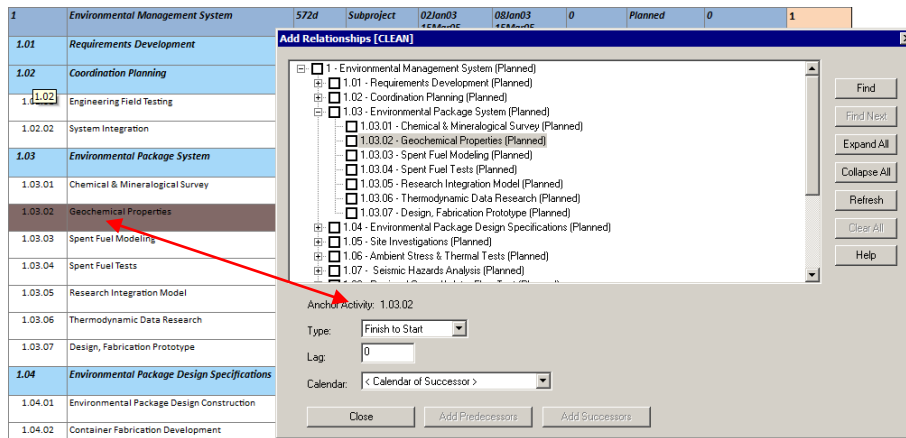 1 Environmental Management System 572d Subproject 02Jan03 08Jan03 0 Planned 0 1
15Mar05 15Mar05
1.01 Requirements Development
1.02 Coordination Planning
1.02
Engineering Field Testing
1.02.02 System Integration
1.03 Environmental Package System
1.03.01 Chemical & Mineralogical Survey
1.03.02 Geochemical Properties
1.03.03 Spent Fuel Modeling
1.03.04 Spent Fuel Tests
1.03.05 Research Integration Model
1.03.06 Thermodynamic Data Research
1.03.07 Design, Fabrication Prototype
1.04 Environmental Package Design Specifications
1.04.01 Environmental Package Design Construction
1.04.02 Container Fabrication Development
Add Relationships [CLEAN]
1 - Environmental Management System (Planned)
1.01 - Requirements Development (Planned)
1.02 - Coordination Planning (Planned)
1.03 - Environmental Package System (Planned)
1.03.01 - Chemical & Mineralogical Survey (Planned)
1.03.02 - Geochemical Properties (Planned)
1.03.03 - Spent Fuel Modeling (Planned)
1.03.04 - Spent Fuel Tests (Planned)
1.03.05 - Research Integration Model (Planned)
1.03.06 - Thermodynamic Data Research (Planned)
1.03.07 - Design, Fabrication Prototype (Planned)
1.04 - Environmental Package Design Specifications (Planned)
1.05 - Site Investigations (Planned)
1.06 - Ambient Stress & Thermal Tests (Planned)
1.07 - Seismic Hazards Analysis (Planned)
Find
Find Next
Expand All
Collapse All
Refresh
Clear All
Help
Anchor Activity: 1.03.02
Type: Finish to Start
Lag: 0
Calendar: < Calendar of Successor >
Close
Add Predecessors
Add Successors